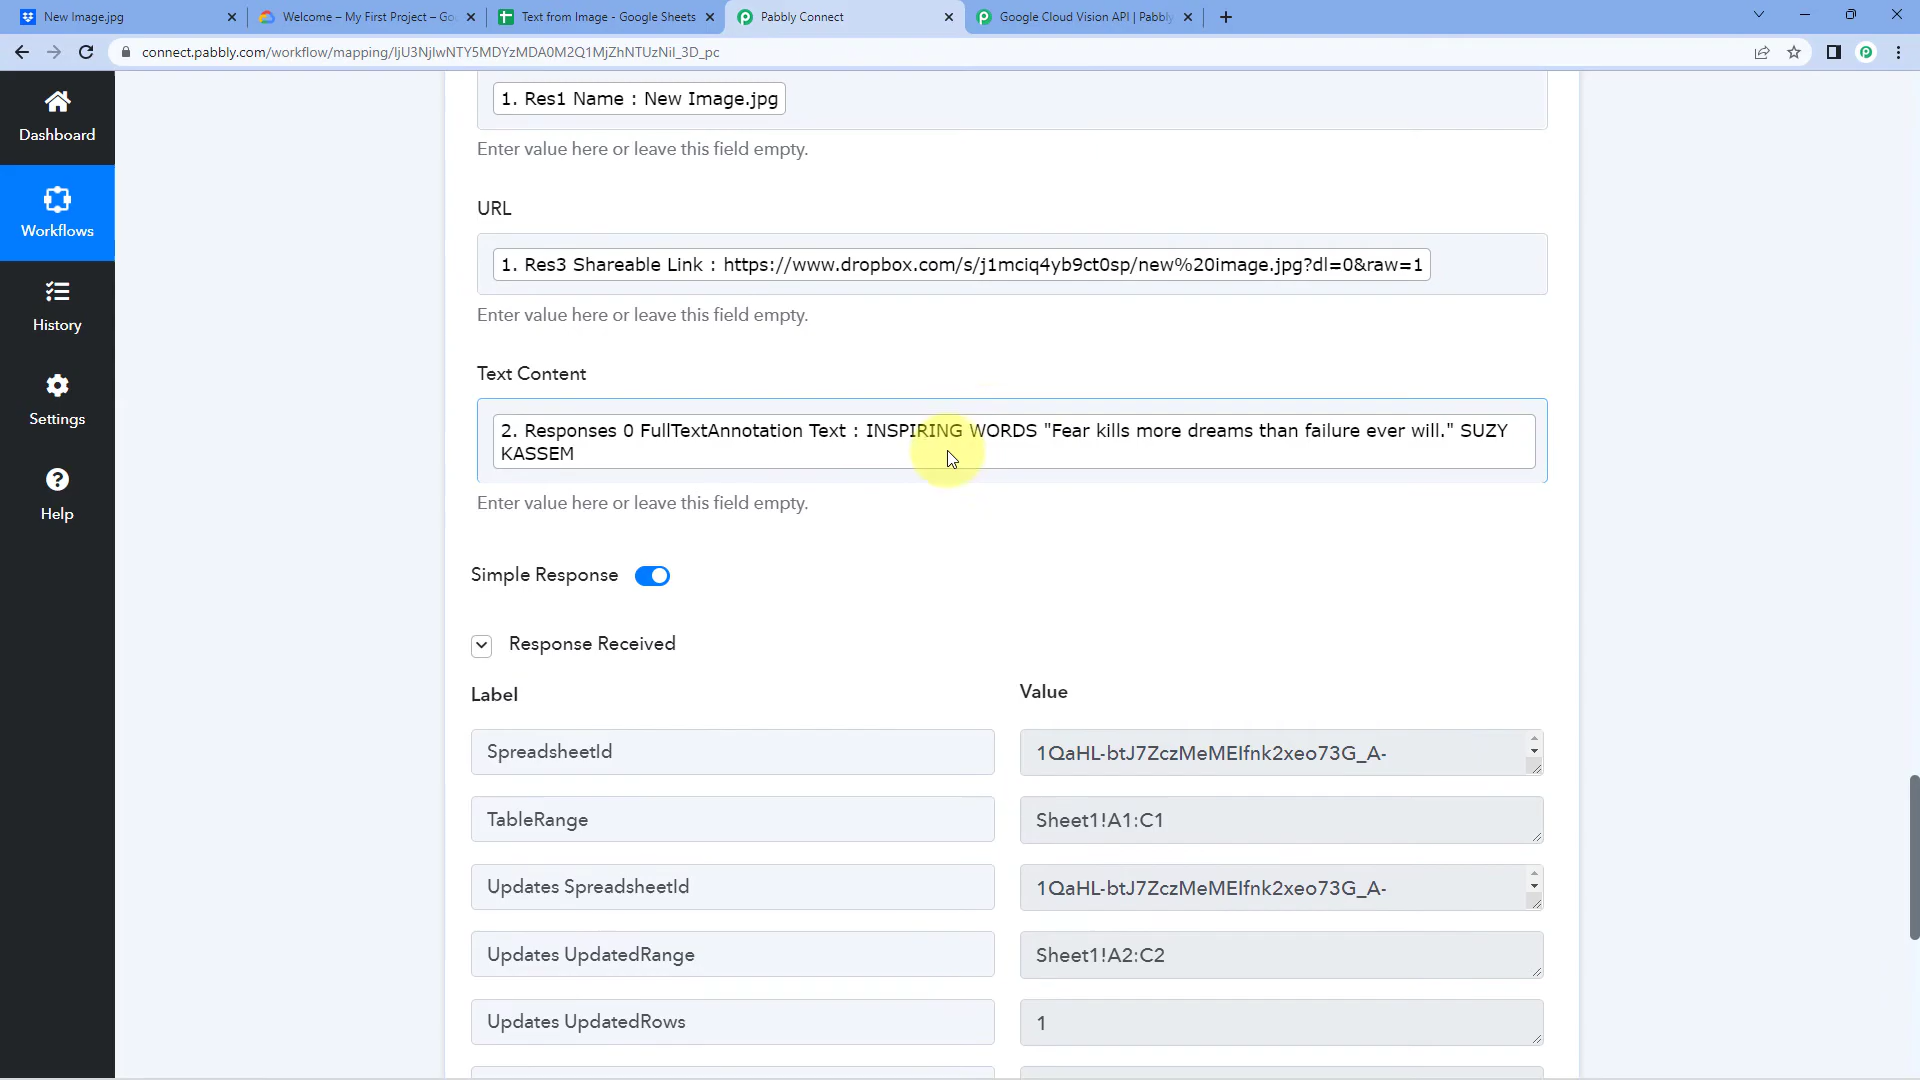 New Image.jpg
Welcome – My First Project – Go
Text from Image - Google Sheets
Pabbly Connect
Google Cloud Vision API | Pabbly
connect.pabbly.com/workflow/mapping/IjU3NjIwNTY5MDYzMDA0M2Q1MjZhNTUzNiI_3D_pc
Dashboard
Workflows
History
Settings
Help
1. Res1 Name : New Image.jpg
Enter value here or leave this field empty.
URL
1. Res3 Shareable Link : https://www.dropbox.com/s/j1mciq4yb9ct0sp/new%20image.jpg?dl=0&raw=1
Enter value here or leave this field empty.
Text Content
2. Responses 0 FullTextAnnotation Text : INSPIRING WORDS "Fear kills more dreams than failure ever will." SUZY
KASSEM
Enter value here or leave this field empty.
Simple Response
Response Received
Label
Value
SpreadsheetId
1QaHL-btJ7ZczMeMEIfnk2xeo73G_A-
TableRange
Sheet1!A1:C1
Updates SpreadsheetId
1QaHL-btJ7ZczMeMEIfnk2xeo73G_A-
Updates UpdatedRange
Sheet1!A2:C2
Updates UpdatedRows
1